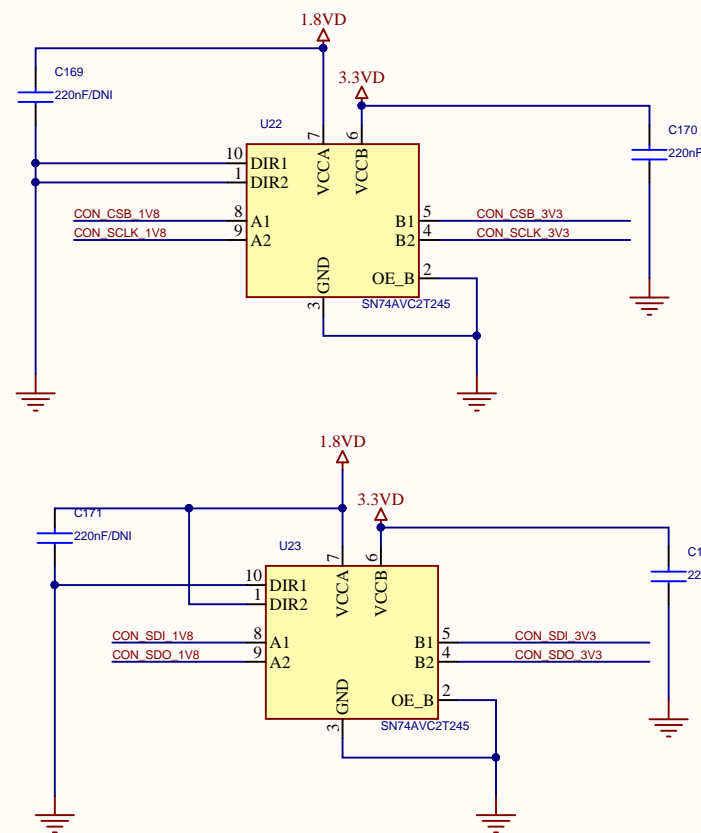 1.8VD
C169
220nF/DNI
3.3VD
U22
C170
220nF
7
6
VCCA
VCCB
10 DIR1
1 DIR2
CON_CSB_1V8 8 A1
B1 5 CON_CSB_3V3
CON_SCLK_1V8 9 A2
B2 4 CON_SCLK_3V3
GND
OE_B 2
3
SN74AVC2T245
1.8VD
C171
220nF/DNI
3.3VD
U23
C1
22
7
6
VCCA
VCCB
10 DIR1
1 DIR2
CON_SDI_1V8 8 A1
B1 5 CON_SDI_3V3
CON_SDO_1V8 9 A2
B2 4 CON_SDO_3V3
GND
OE_B 2
3
SN74AVC2T245